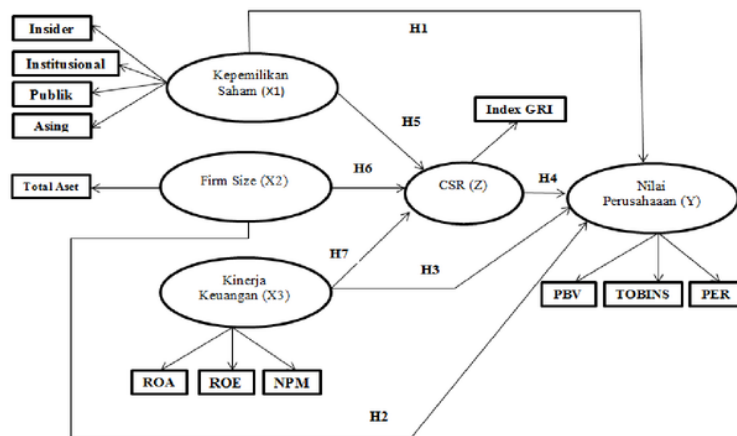 Insider
H1
Institusional
Kepemilikan
Saham (X1)
Publik
Asing
Index GRI
H5
Total Aset
Firm Size (X2)
H6
CSR (Z)
H4
Nilai
Perusahaaan (Y)
H7
Kinerja
Keuangan (X3)
H3
PBV
TOBINS
PER
ROA
ROE
NPM
H2